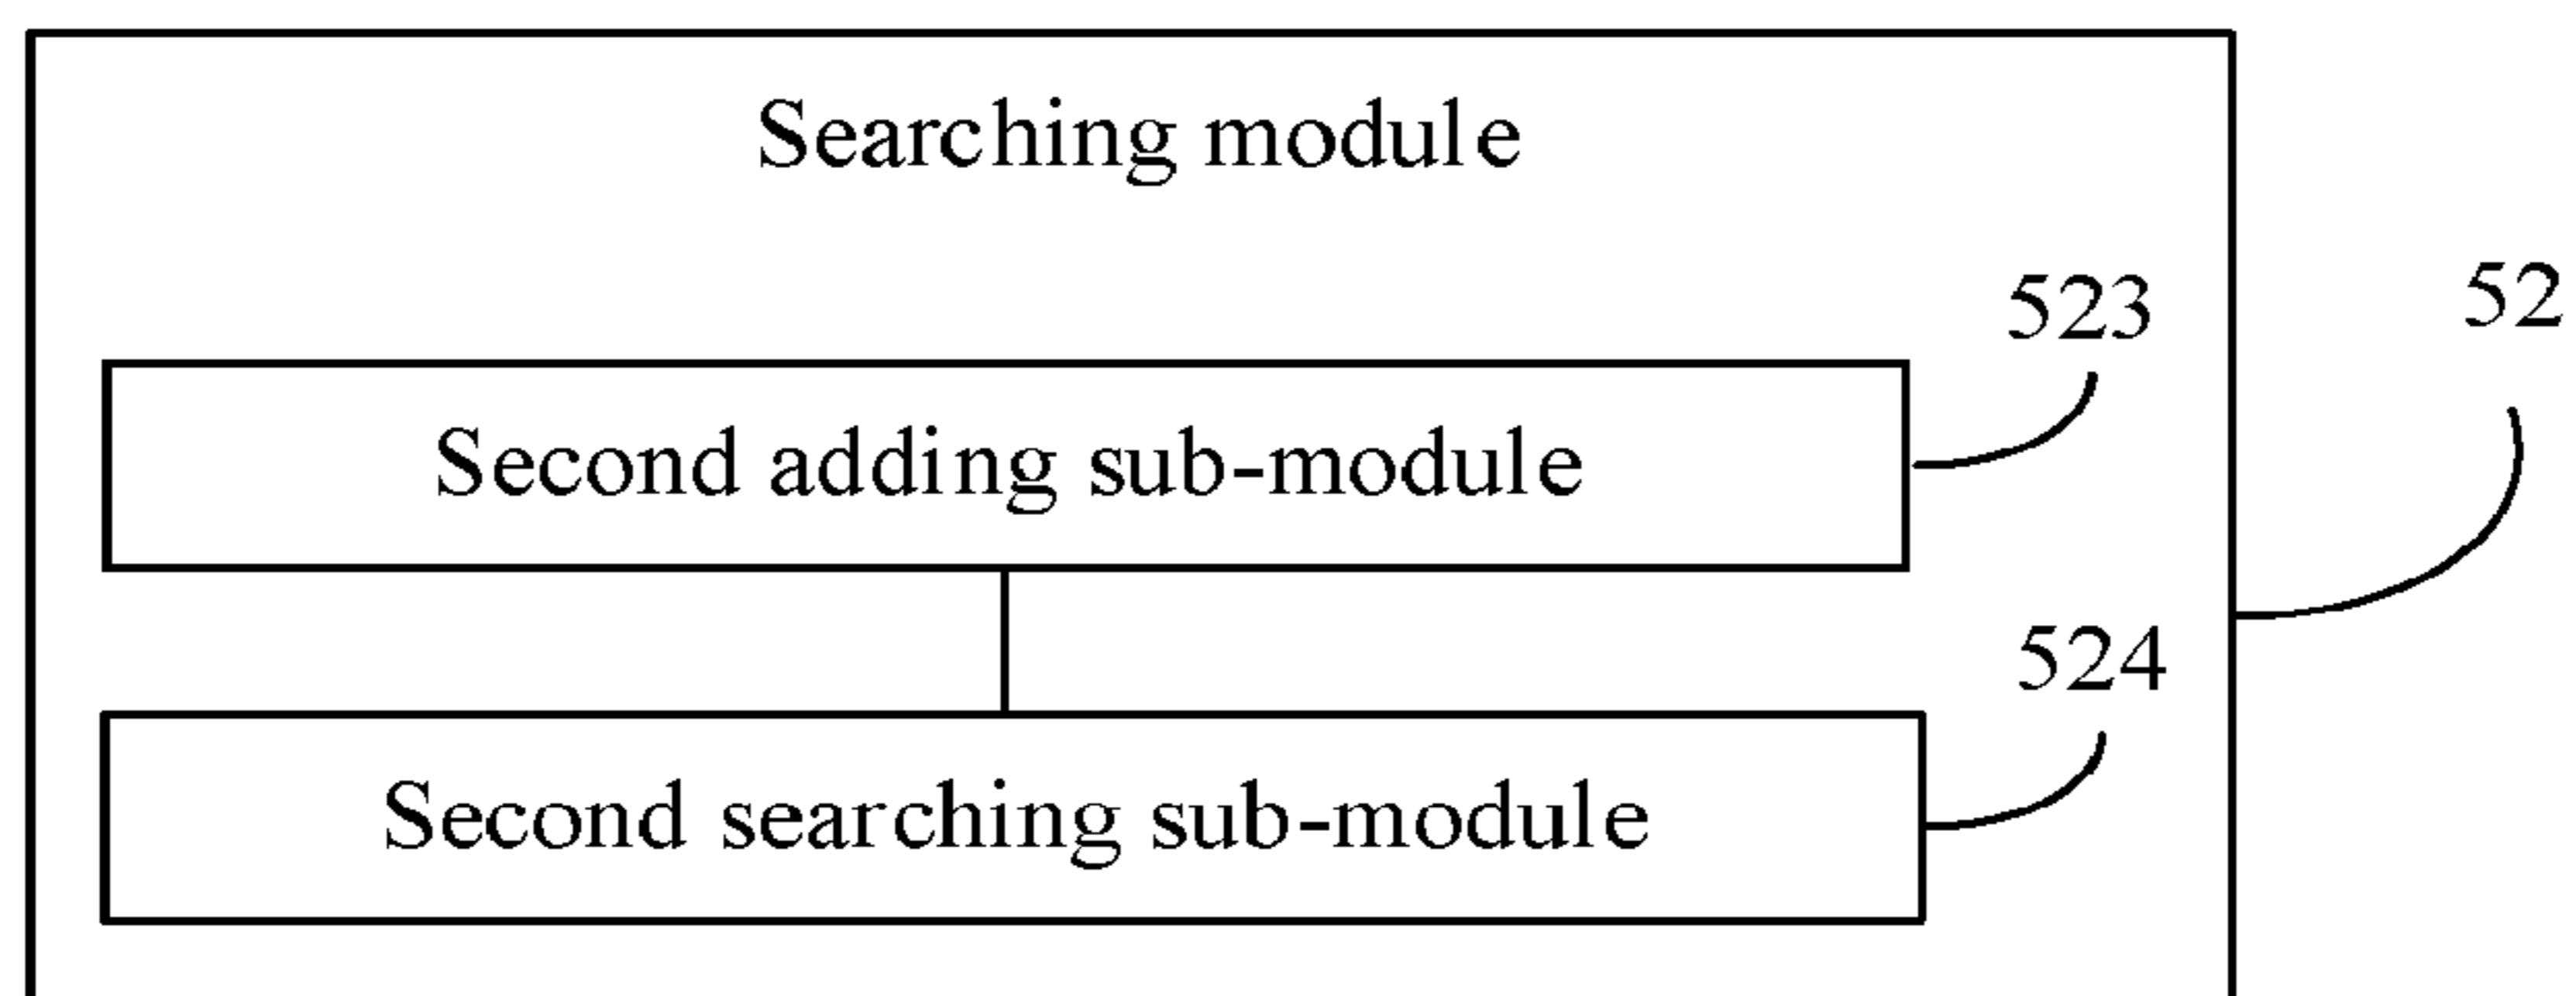 Searching module
523
52
Second adding sub-module
524
Second searching sub-module